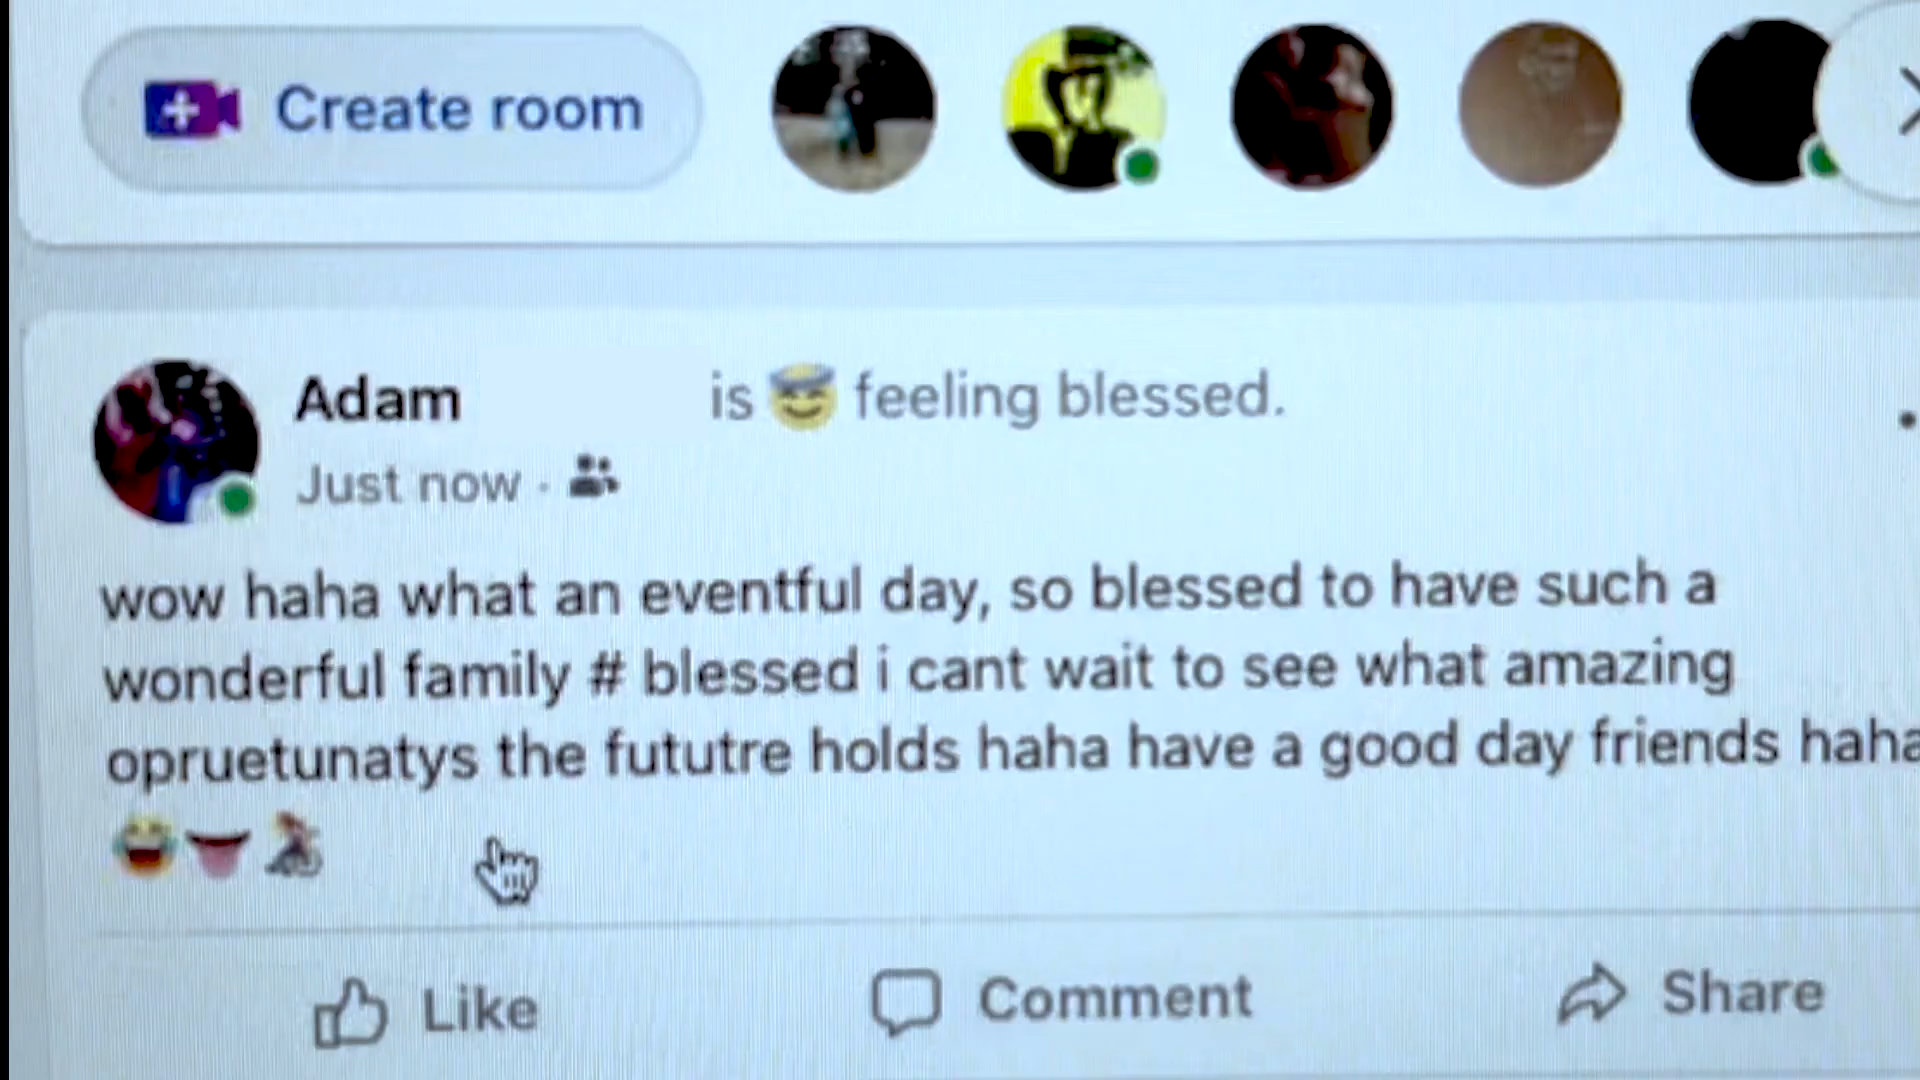 Create room
Adam is 😇 feeling blessed.
Just now ·
wow haha what an eventful day, so blessed to have such a
wonderful family # blessed i cant wait to see what amazing
opruetunatys the fututre holds haha have a good day friends haha
😂👅👩‍🦽
Like
Comment
Share